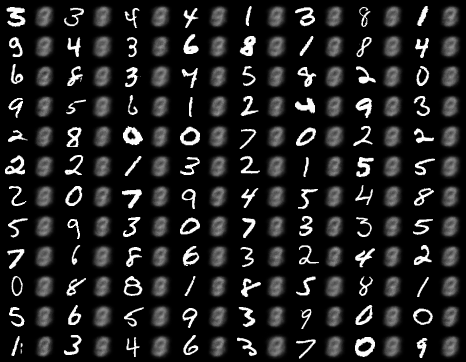 3 3 4 4 1 3 8 1
9 4 3 6 8 1 8 4
6 8 3 4 5 8 2 0
9 5 6 1 2 4 9 3
2 8 0 0 7 0 2 2
2 2 1 3 2 1 5 5
2 0 7 9 4 5 4 8
5 9 3 0 7 3 3 5
7 6 8 6 3 2 4 2
0 8 8 1 8 5 8 1
5 6 5 9 3 9 0 0
1 3 4 6 3 7 0 9